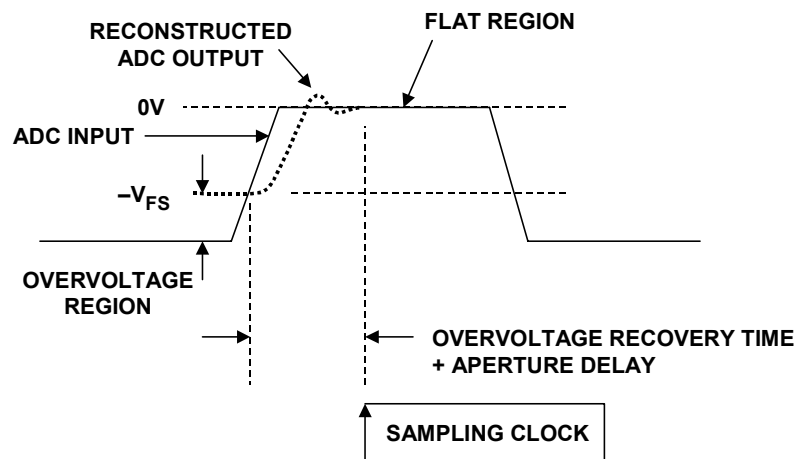 RECONSTRUCTED
ADC OUTPUT
FLAT REGION
0V
ADC INPUT
–VFS
OVERVOLTAGE
REGION
OVERVOLTAGE RECOVERY TIME
+ APERTURE DELAY
SAMPLING CLOCK